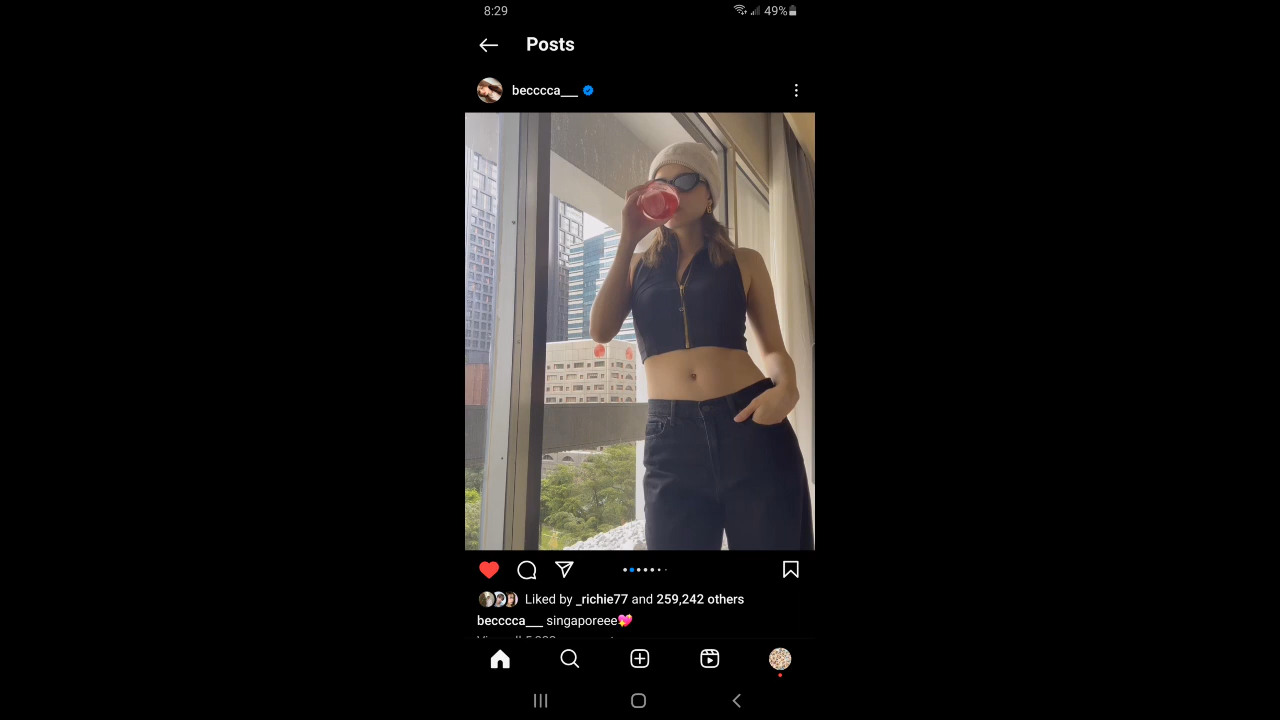 8:29
49%
Posts
becccca___
Liked by _richie77 and 259,242 others
becccca___ singaporeee💖